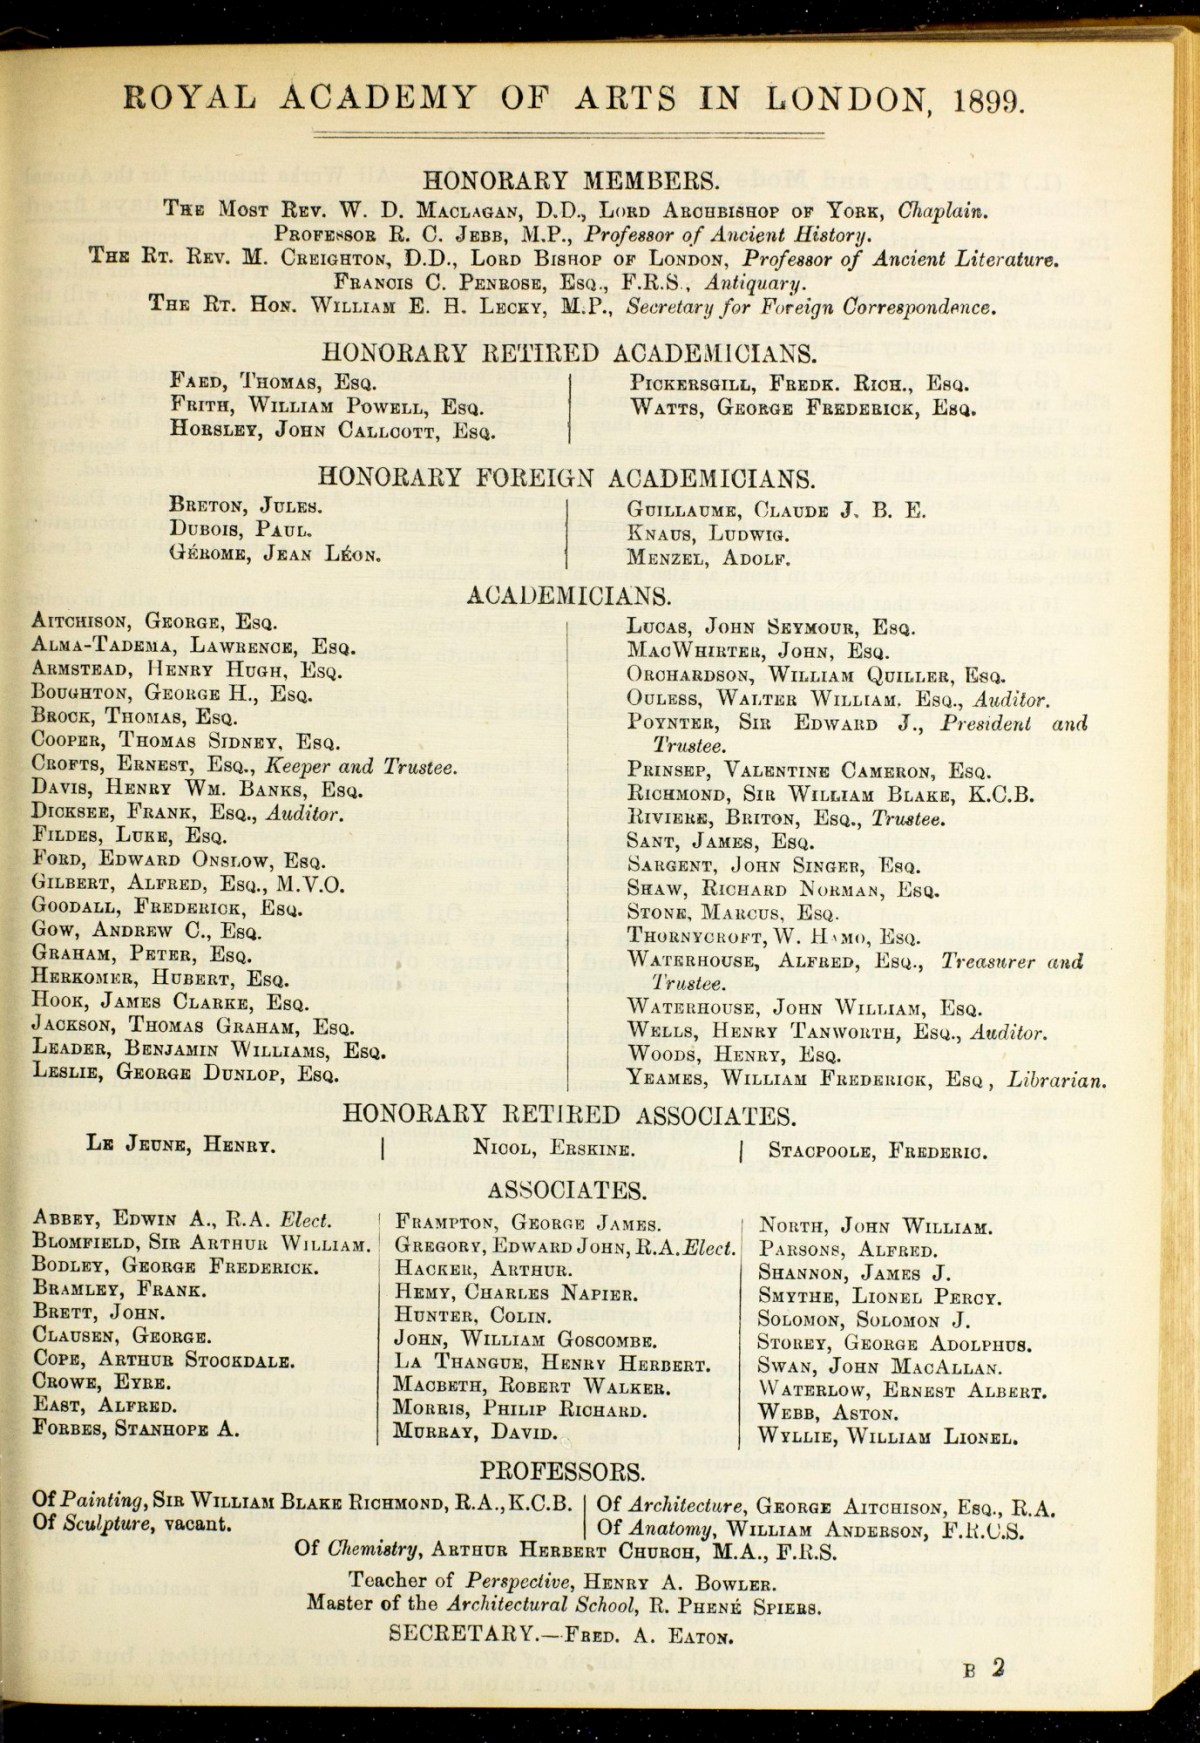 ROYAL ACADEMY OF ARTS IN LONDON, 1899.
HONORARY MEMBERS.
THE MOST REV. W. D. MACLAGAN, D.D., LORD ARCHBISHOP OF YORK, Chaplain.
PROFESSOR R. C. JEBB, M.P., Professor of Ancient History.
THE RT. REV. M. CREIGHTON, D.D., LORD BISHOP OF LONDON, Professor of Ancient Literature.
FRANCIS C. PENROSE, ESQ., F.R.S., Antiquary.
THE RT. HON. WILLIAM E. H. LECKY, M.P., Secretary for Foreign Correspondence.
HONORARY RETIRED ACADEMICIANS.
FAED, THOMAS, ESQ.
FRITH, WILLIAM POWELL, ESQ.
HORSLEY, JOHN CALLCOTT, ESQ.
PICKERSGILL, FREDK. RICH., ESQ.
WATTS, GEORGE FREDERICK, ESQ.
HONORARY FOREIGN ACADEMICIANS.
BRETON, JULES.
DUBOIS, PAUL.
GÉROME, JEAN LÉON.
GUILLAUME, CLAUDE J. B. E.
KNAUS, LUDWIG.
MENZEL, ADOLF.
ACADEMICIANS.
AITCHISON, GEORGE, ESQ.
ALMA-TADEMA, LAWRENCE, ESQ.
ARMSTEAD, HENRY HUGH, ESQ.
BOUGHTON, GEORGE H., ESQ.
BROCK, THOMAS, ESQ.
COOPER, THOMAS SIDNEY, ESQ.
CROFTS, ERNEST, ESQ., Keeper and Trustee.
DAVIS, HENRY WM. BANKS, ESQ.
DICKSEE, FRANK, ESQ., Auditor.
FILDES, LUKE, ESQ.
FORD, EDWARD ONSLOW, ESQ.
GILBERT, ALFRED, ESQ., M.V.O.
GOODALL, FREDERICK, ESQ.
GOW, ANDREW C., ESQ.
GRAHAM, PETER, ESQ.
HERKOMER, HUBERT, ESQ.
HOOK, JAMES CLARKE, ESQ.
JACKSON, THOMAS GRAHAM, ESQ.
LEADER, BENJAMIN WILLIAMS, ESQ.
LESLIE, GEORGE DUNLOP, ESQ.
LUCAS, JOHN SEYMOUR, ESQ.
MACWHIRTER, JOHN, ESQ.
ORCHARDSON, WILLIAM QUILLER, ESQ.
OULESS, WALTER WILLIAM, ESQ., Auditor.
POYNTER, SIR EDWARD J., President and
Trustee.
PRINSEP, VALENTINE CAMERON, ESQ.
RICHMOND, SIR WILLIAM BLAKE, K.C.B.
RIVIERE, BRITON, ESQ., Trustee.
SANT, JAMES, ESQ.
SARGENT, JOHN SINGER, ESQ.
SHAW, RICHARD NORMAN, ESQ.
STONE, MARCUS, ESQ.
THORNYCROFT, W. HAMO, ESQ.
WATERHOUSE, ALFRED, ESQ., Treasurer and
Trustee.
WATERHOUSE, JOHN WILLIAM, ESQ.
WELLS, HENRY TANWORTH, ESQ., Auditor.
WOODS, HENRY, ESQ.
YEAMES, WILLIAM FREDERICK, ESQ, Librarian.
HONORARY RETIRED ASSOCIATES.
LE JEUNE, HENRY.
NICOL, ERSKINE.
STACPOOLE, FREDERIC.
ASSOCIATES.
ABBEY, EDWIN A., R.A. Elect.
BLOMFIELD, SIR ARTHUR WILLIAM.
BODLEY, GEORGE FREDERICK.
BRAMLEY, FRANK.
BRETT, JOHN.
CLAUSEN, GEORGE.
COPE, ARTHUR STOCKDALE.
CROWE, EYRE.
EAST, ALFRED.
FORBES, STANHOPE A.
FRAMPTON, GEORGE JAMES.
GREGORY, EDWARD JOHN, R.A. Elect.
HACKER, ARTHUR.
HEMY, CHARLES NAPIER.
HUNTER, COLIN.
JOHN, WILLIAM GOSCOMBE.
LA THANGUE, HENRY HERBERT.
MACBETH, ROBERT WALKER.
MORRIS, PHILIP RICHARD.
MURRAY, DAVID.
NORTH, JOHN WILLIAM.
PARSONS, ALFRED.
SHANNON, JAMES J.
SMYTHE, LIONEL PERCY.
SOLOMON, SOLOMON J.
STOREY, GEORGE ADOLPHUS.
SWAN, JOHN MACALLAN.
WATERLOW, ERNEST ALBERT.
WEBB, ASTON.
WYLLIE, WILLIAM LIONEL.
PROFESSORS.
Of Painting, SIR WILLIAM BLAKE RICHMOND, R.A., K.C.B.
Of Sculpture, vacant.
Of Architecture, GEORGE AITCHISON, ESQ., R.A.
Of Anatomy, WILLIAM ANDERSON, F.R.C.S.
Of Chemistry, ARTHUR HERBERT CHURCH, M.A., F.R.S.
Teacher of Perspective, HENRY A. BOWLER.
Master of the Architectural School, R. PHENÉ SPIERS.
SECRETARY.—FRED. A. EATON.
B 2